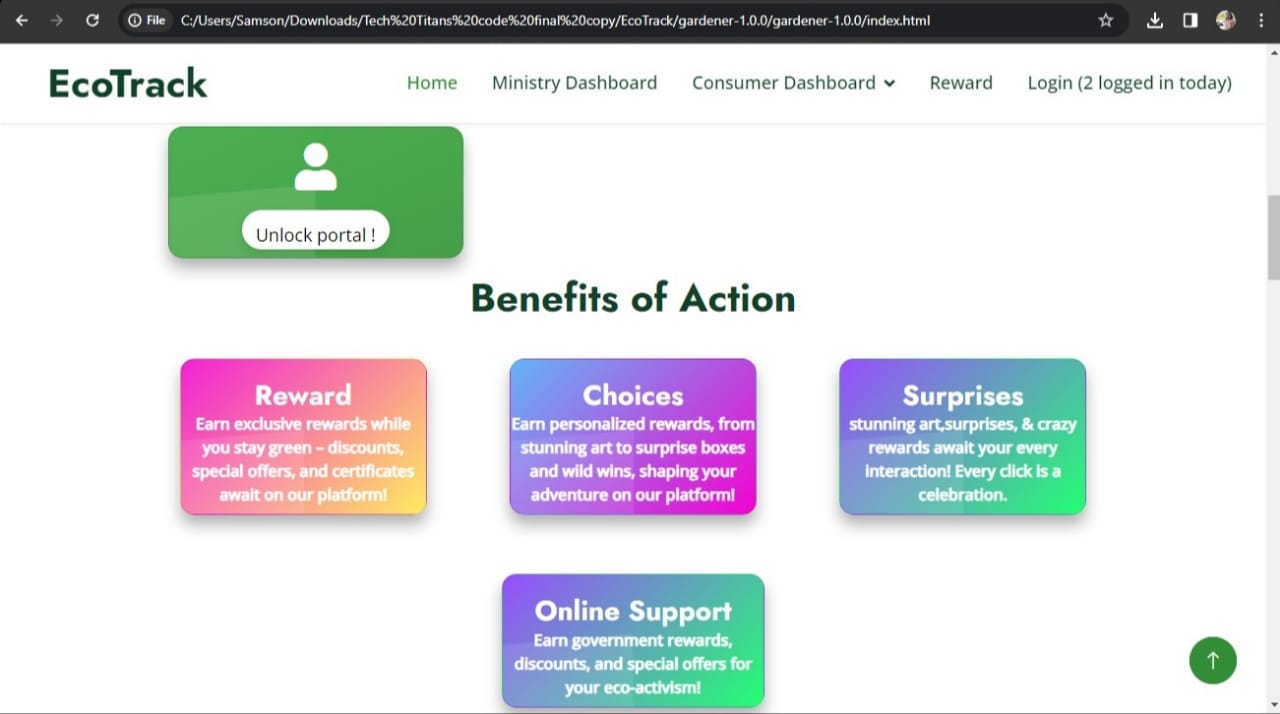 File C:/Users/Samson/Downloads/Tech%20Titans%20code%20final%20copy/EcoTrack/gardener-1.0.0/gardener-1.0.0/index.html
EcoTrack Home Ministry Dashboard Consumer Dashboard Reward Login (2 logged in today)
Unlock portal !
Benefits of Action
Reward
Earn exclusive rewards while
you stay green – discounts,
special offers, and certificates
await on our platform!
Choices
Earn personalized rewards, from
stunning art to surprise boxes
and wild wins, shaping your
adventure on our platform!
Surprises
stunning art,surprises, & crazy
rewards await your every
interaction! Every click is a
celebration.
Online Support
Earn government rewards,
discounts, and special offers for
your eco-activism!